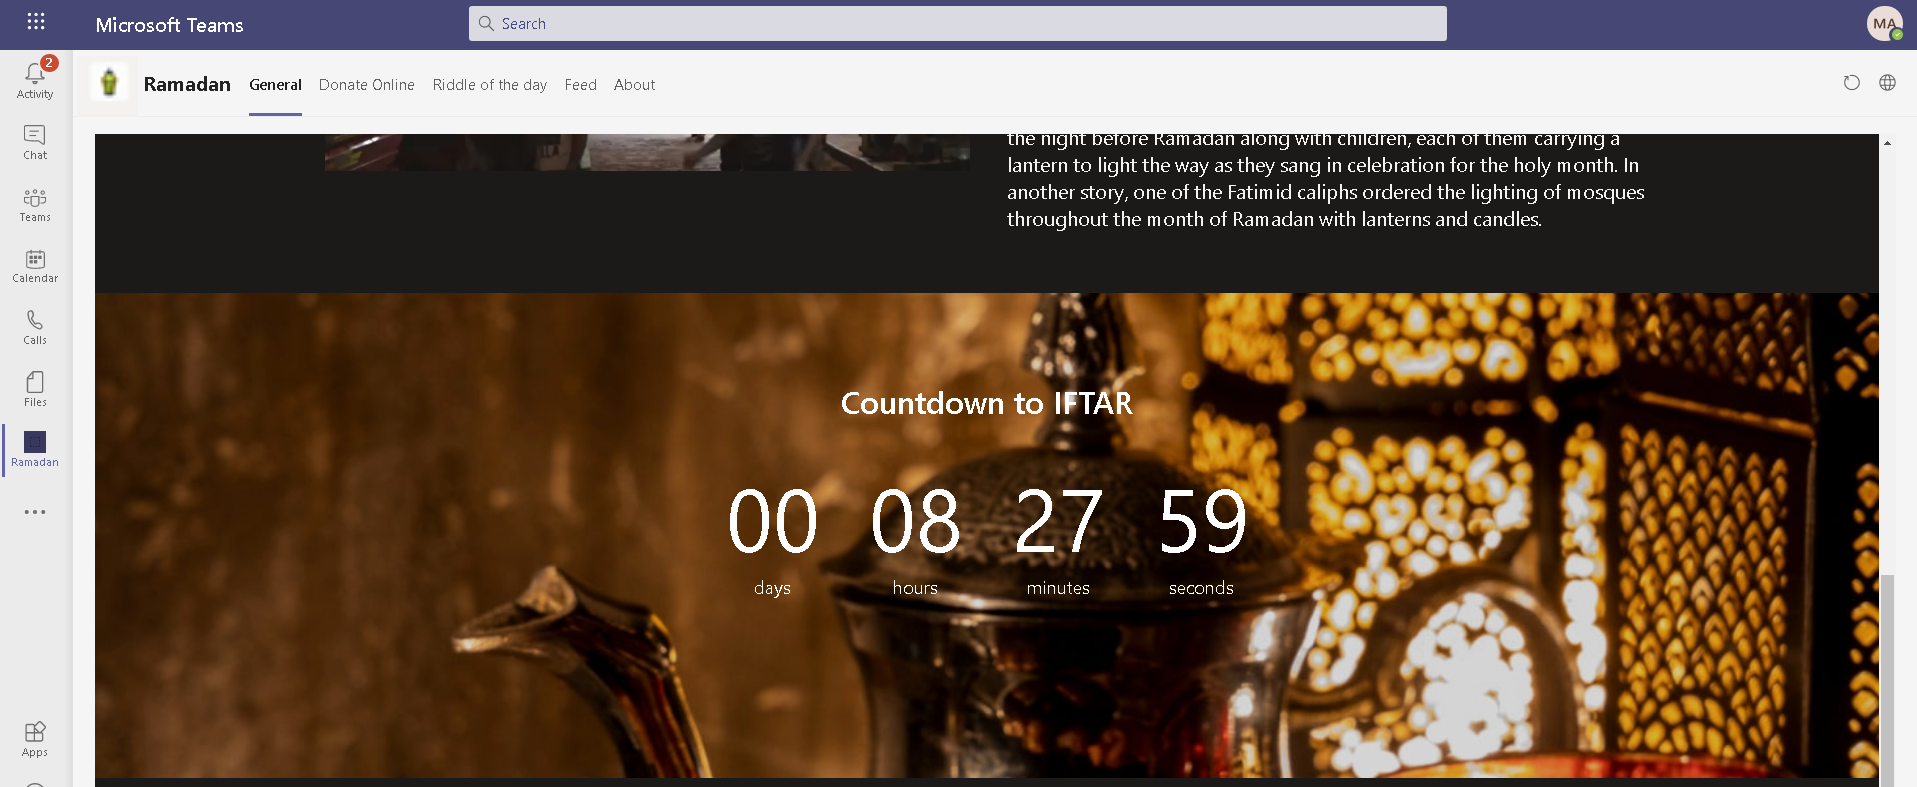 Microsoft Teams
Search
MA
2
Activity
Chat
Teams
Calendar
Calls
Files
Ramadan
Apps
Ramadan General Donate Online Riddle of the day Feed About
the night before Ramadan along with children, each of them carrying a
lantern to light the way as they sang in celebration for the holy month. In
another story, one of the Fatimid caliphs ordered the lighting of mosques
throughout the month of Ramadan with lanterns and candles.
Countdown to IFTAR
00 08 27 59
days hours minutes seconds